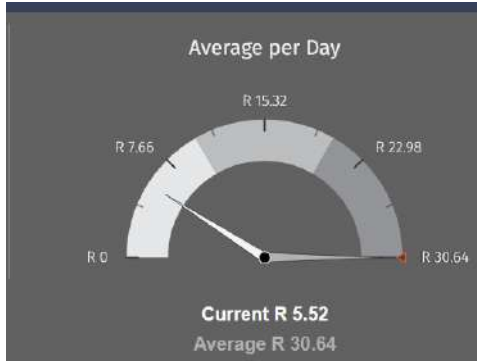 Average per Day
R 15.32
R 7.66
R 22.98
R 0
R 30.64
Current R 5.52
Average R 30.64